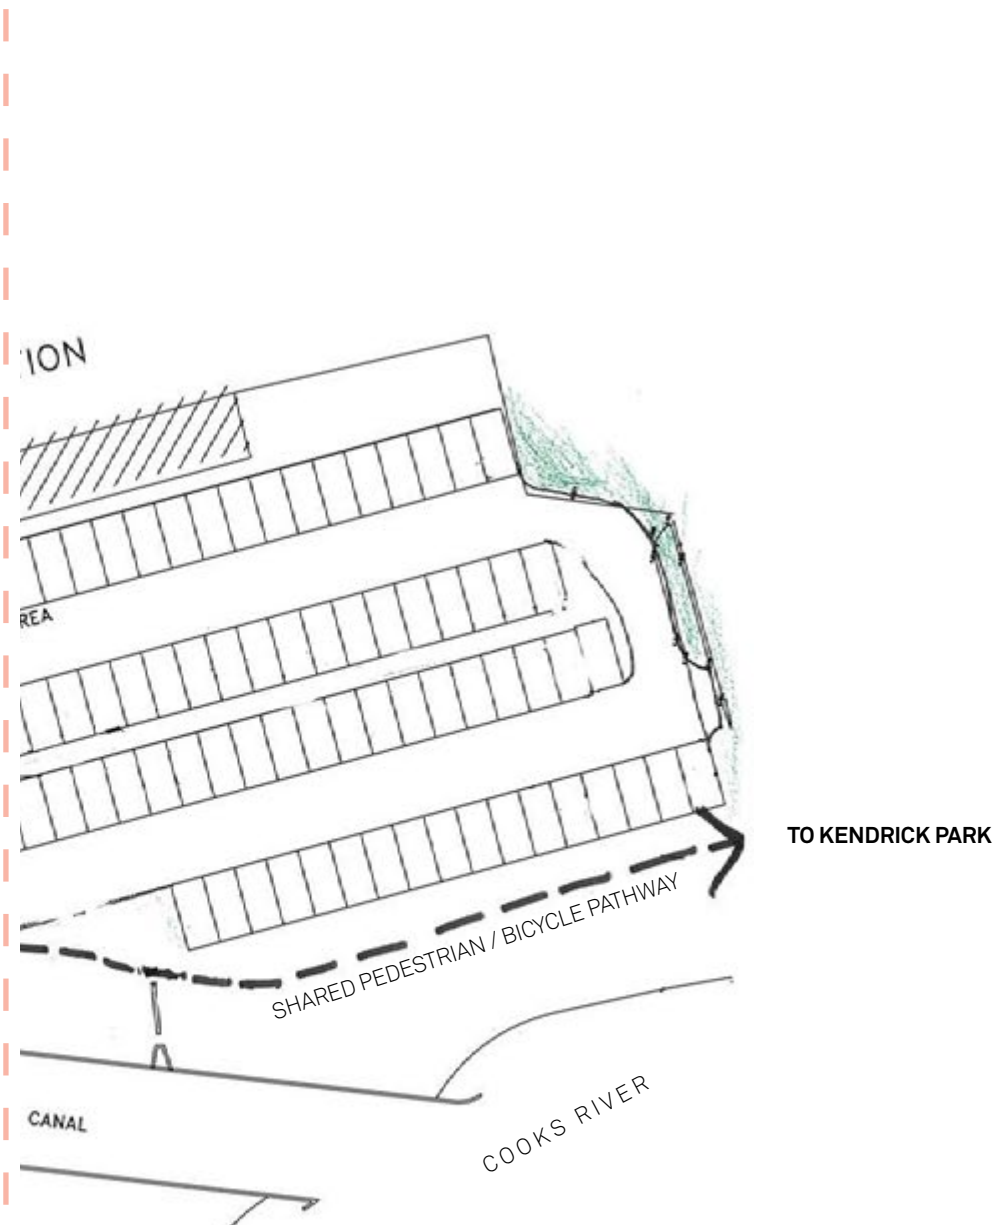 ION
REA
TO KENDRICK PARK
SHARED PEDESTRIAN / BICYCLE PATHWAY
CANAL
COOKS RIVER